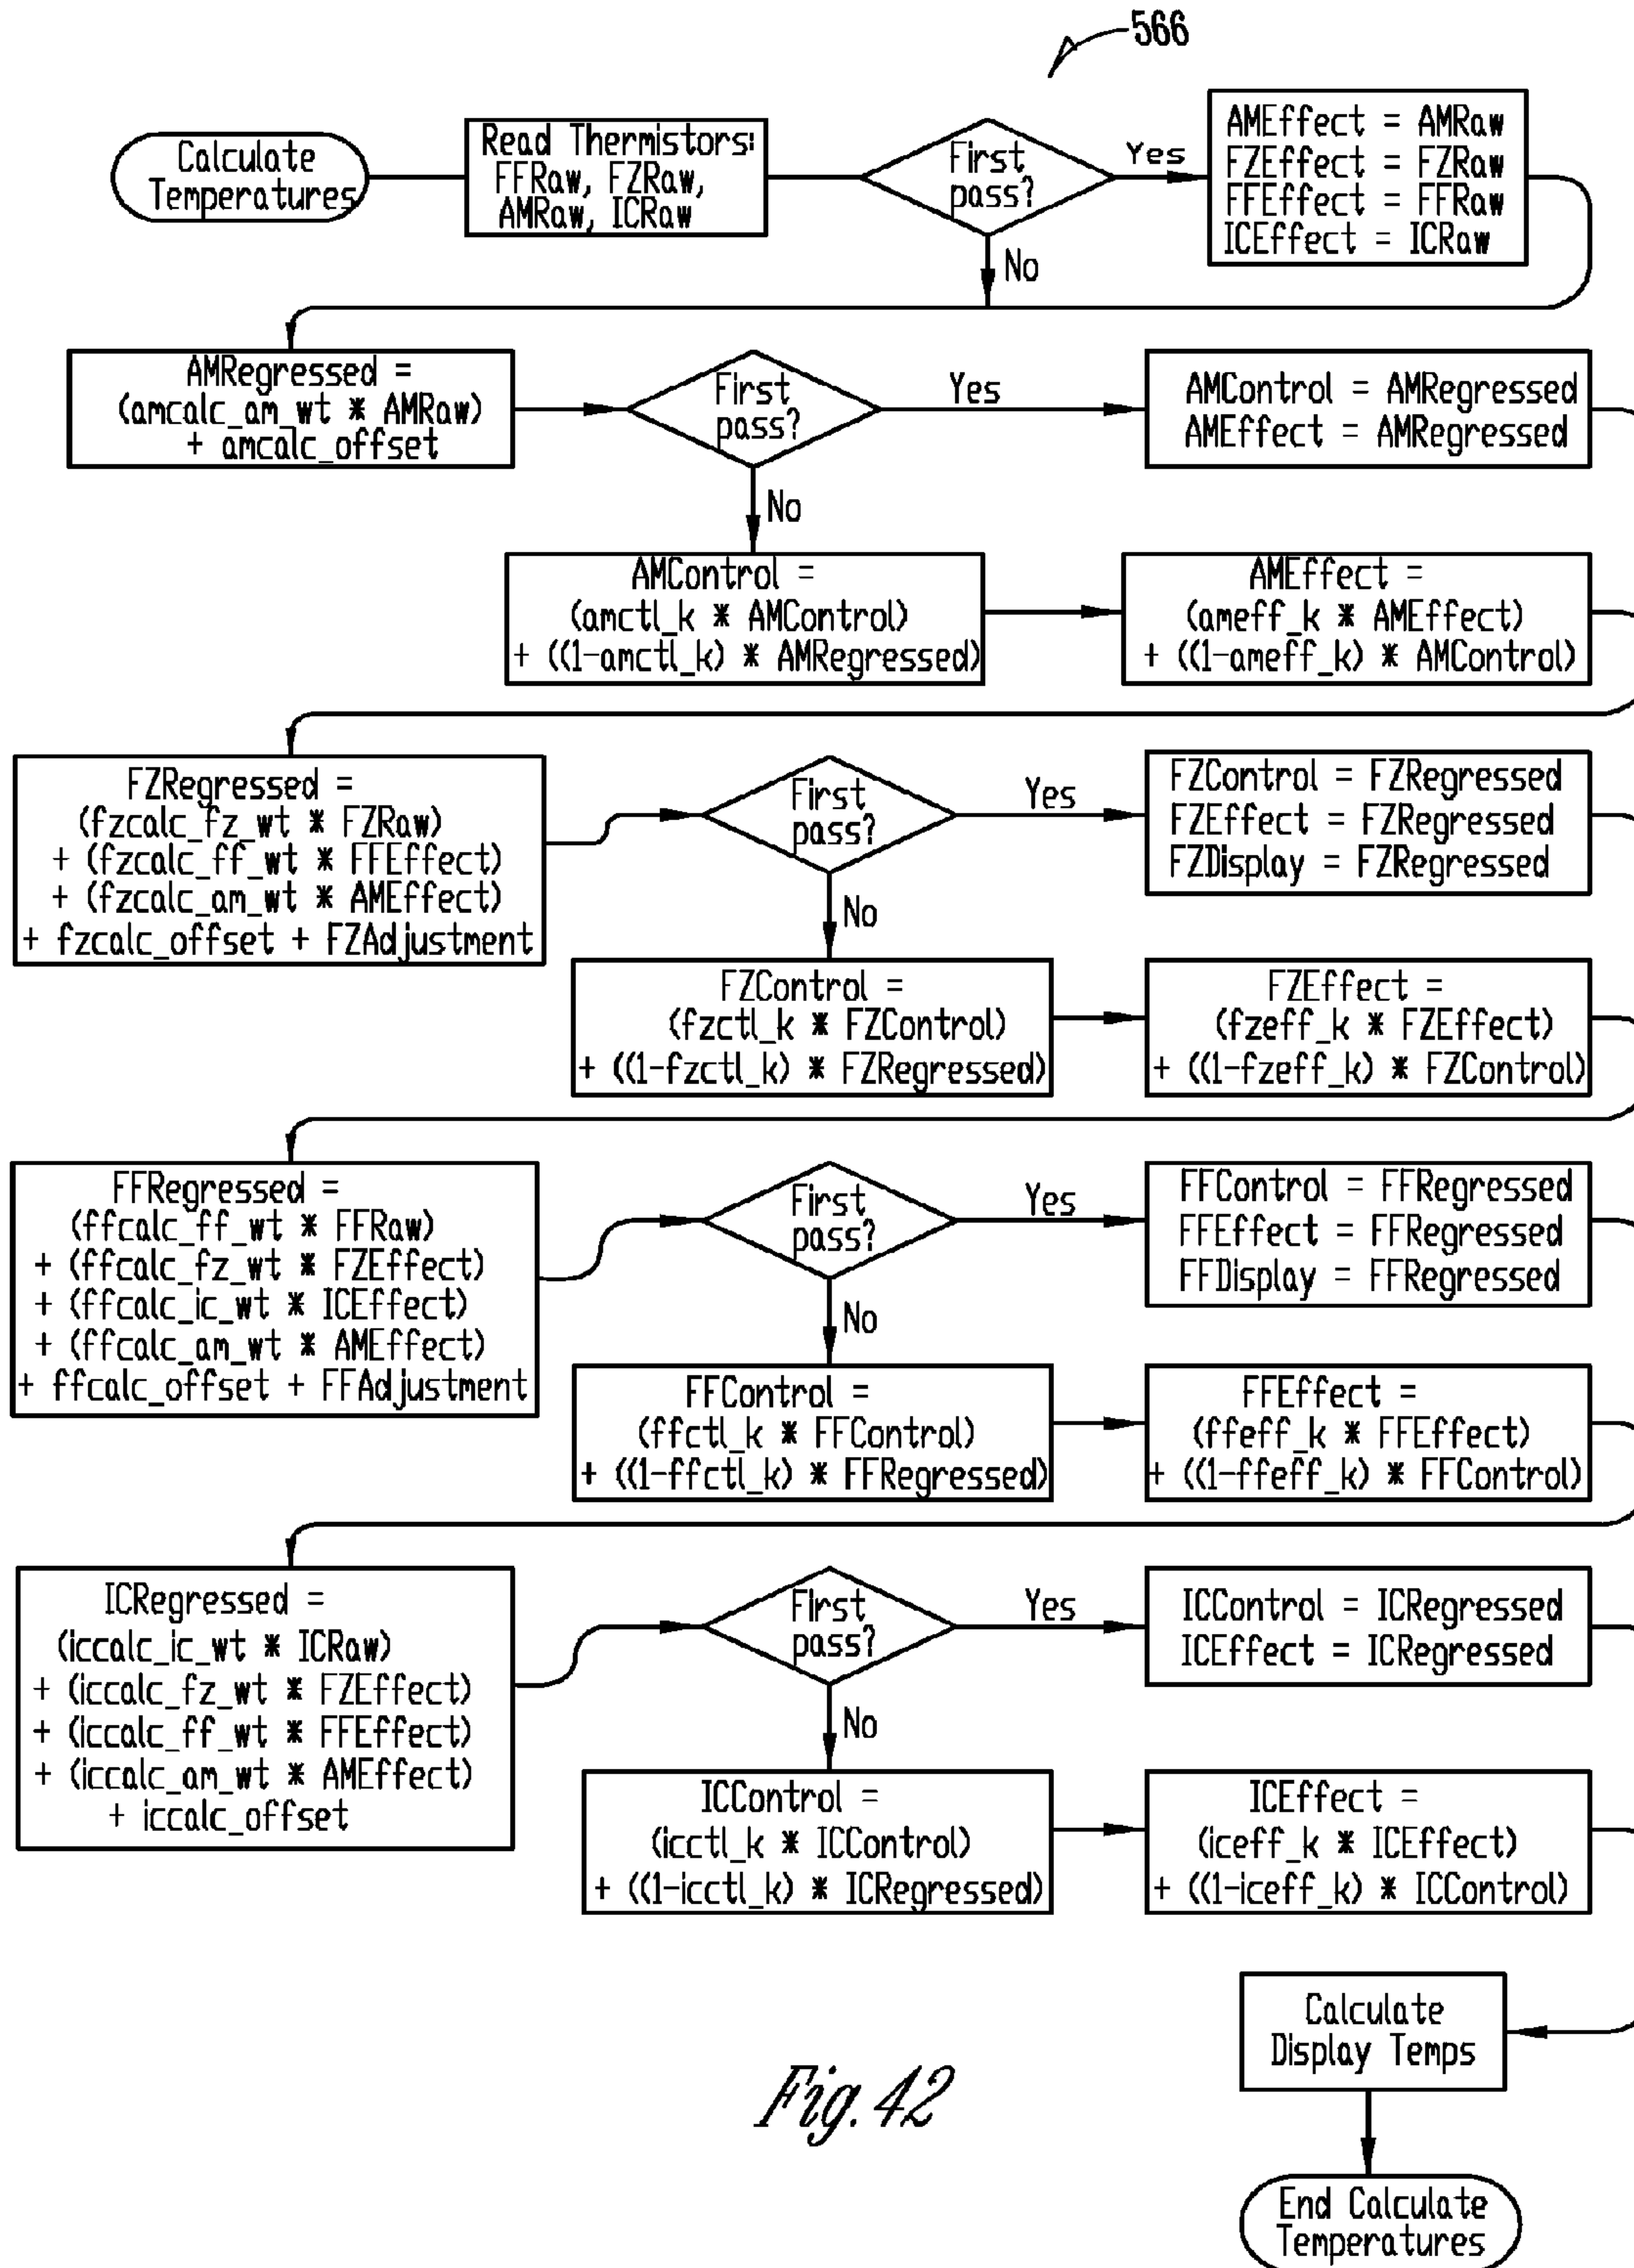 566
Calculate
Temperatures
Read Thermistors:
FFRaw, FZRaw,
AMRaw, ICRaw
First
pass?
Yes
AMEffect = AMRaw
FZEffect = FZRaw
FFEffect = FFRaw
ICEffect = ICRaw
No
AMRegressed =
(amcalc_am_wt * AMRaw)
+ amcalc_offset
First
pass?
Yes
AMControl = AMRegressed
AMEffect = AMRegressed
No
AMControl =
(amctl_k * AMControl)
+ ((1-amctl_k) * AMRegressed)
AMEffect =
(ameff_k * AMEffect)
+ ((1-ameff_k) * AMControl)
FZRegressed =
(fzcalc_fz_wt * FZRaw)
+ (fzcalc_ff_wt * FFEffect)
+ (fzcalc_am_wt * AMEffect)
+ fzcalc_offset + FZAdjustment
First
pass?
Yes
FZControl = FZRegressed
FZEffect = FZRegressed
FZDisplay = FZRegressed
No
FZControl =
(fzctl_k * FZControl)
+ ((1-fzctl_k) * FZRegressed)
FZEffect =
(fzeff_k * FZEffect)
+ ((1-fzeff_k) * FZControl)
FFRegressed =
(ffcalc_ff_wt * FFRaw)
+ (ffcalc_fz_wt * FZEffect)
+ (ffcalc_ic_wt * ICEffect)
+ (ffcalc_am_wt * AMEffect)
+ ffcalc_offset + FFAdjustment
First
pass?
Yes
FFControl = FFRegressed
FFEffect = FFRegressed
FFDisplay = FFRegressed
No
FFControl =
(ffctl_k * FFControl)
+ ((1-ffctl_k) * FFRegressed)
FFEffect =
(ffeff_k * FFEffect)
+ ((1-ffeff_k) * FFControl)
ICRegressed =
(iccalc_ic_wt * ICRaw)
+ (iccalc_fz_wt * FZEffect)
+ (iccalc_ff_wt * FFEffect)
+ (iccalc_am_wt * AMEffect)
+ iccalc_offset
First
pass?
Yes
ICControl = ICRegressed
ICEffect = ICRegressed
No
ICControl =
(icctl_k * ICControl)
+ ((1-icctl_k) * ICRegressed)
ICEffect =
(iceff_k * ICEffect)
+ ((1-iceff_k) * ICControl)
Calculate
Display Temps
End Calculate
Temperatures
Fig. 42